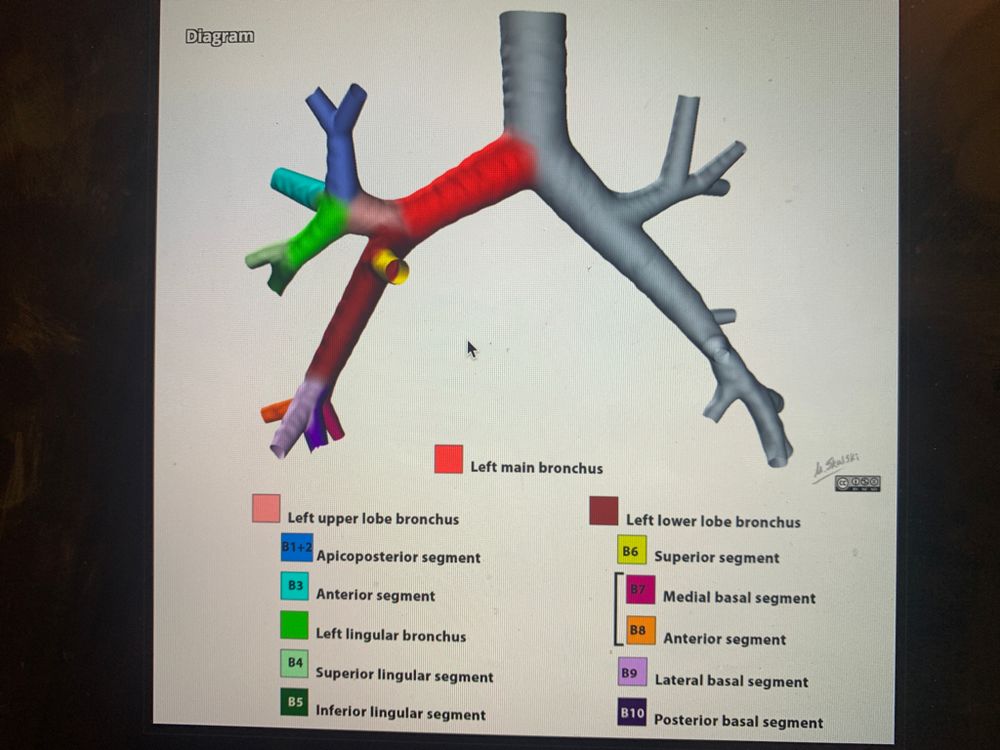 Diagram
Left main bronchus
Left upper lobe bronchus
B1+2 Apicoposterior segment
B3 Anterior segment
Left lingular bronchus
B4 Superior lingular segment
B5 Inferior lingular segment
Left lower lobe bronchus
B6 Superior segment
B7 Medial basal segment
B8 Anterior segment
B9 Lateral basal segment
B10 Posterior basal segment